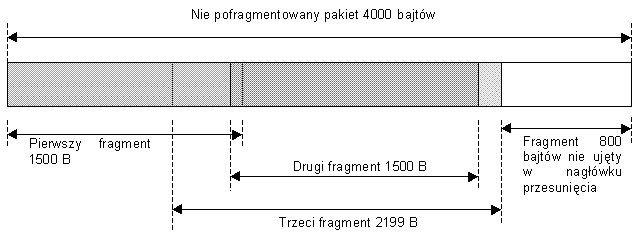 Nie pofragmentowany pakiet 4000 bajtów
Pierwszy fragment
1500 B
Drugi fragment 1500 B
Trzeci fragment 2199 B
Fragment 800
bajtów nie ujęty
w nagłówku
przesunięcia